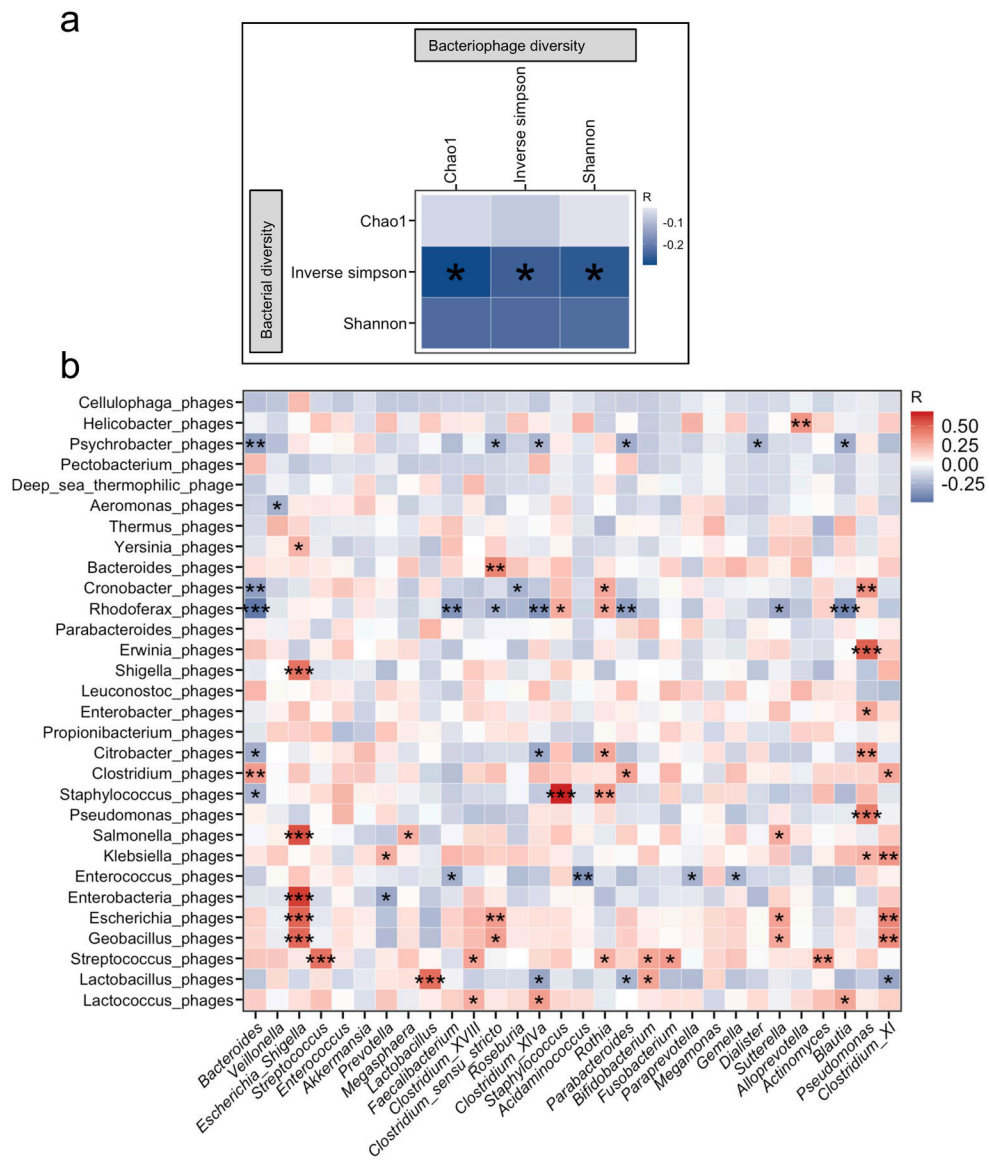 a
Bacteriophage diversity
Chao1
Inverse simpson
Shannon
R
-0.1
-0.2
Bacterial diversity
Chao1
Inverse simpson
* * *
Shannon
b
R
0.50
0.25
0.00
-0.25
Cellulophaga_phages
Helicobacter_phages **
Psychrobacter_phages ** * * * * *
Pectobacterium_phages
Deep_sea_thermophilic_phage
Aeromonas_phages *
Thermus_phages
Yersinia_phages *
Bacteroides_phages **
Cronobacter_phages ** * * **
Rhodoferax_phages *** ** * ** * * ** * ***
Parabacteroides_phages
Erwinia_phages ***
Shigella_phages ***
Leuconostoc_phages
Enterobacter_phages *
Propionibacterium_phages
Citrobacter_phages * * * **
Clostridium_phages ** * *
Staphylococcus_phages * *** **
Pseudomonas_phages ***
Salmonella_phages *** * *
Klebsiella_phages * * **
Enterococcus_phages * ** * *
Enterobacteria_phages *** *
Escherichia_phages *** ** * **
Geobacillus_phages *** * * **
Streptococcus_phages *** * * * * **
Lactobacillus_phages *** * * * *
Lactococcus_phages * * *
Bacteroides
Veillonella
Escherichia_Shigella
Streptococcus
Enterococcus
Akkermansia
Prevotella
Megasphaera
Lactobacillus
Faecalibacterium
Clostridium_XVIII
Clostridium_sensu_stricto
Roseburia
Clostridium_XIVa
Staphylococcus
Acidaminococcus
Rothia
Parabacteroides
Bifidobacterium
Fusobacterium
Paraprevotella
Megamonas
Gemella
Dialister
Sutterella
Alloprevotella
Actinomyces
Blautia
Pseudomonas
Clostridium_XI